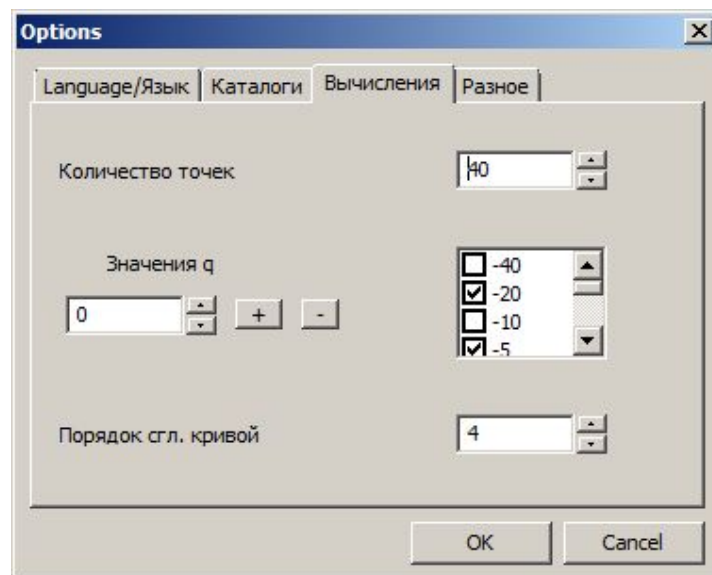 Options
Language/Язык Каталоги Вычисления Разное
Количество точек 40
Значения q
-40
-20
0 + - -10
-5
Порядок сгл. кривой 4
OK Cancel